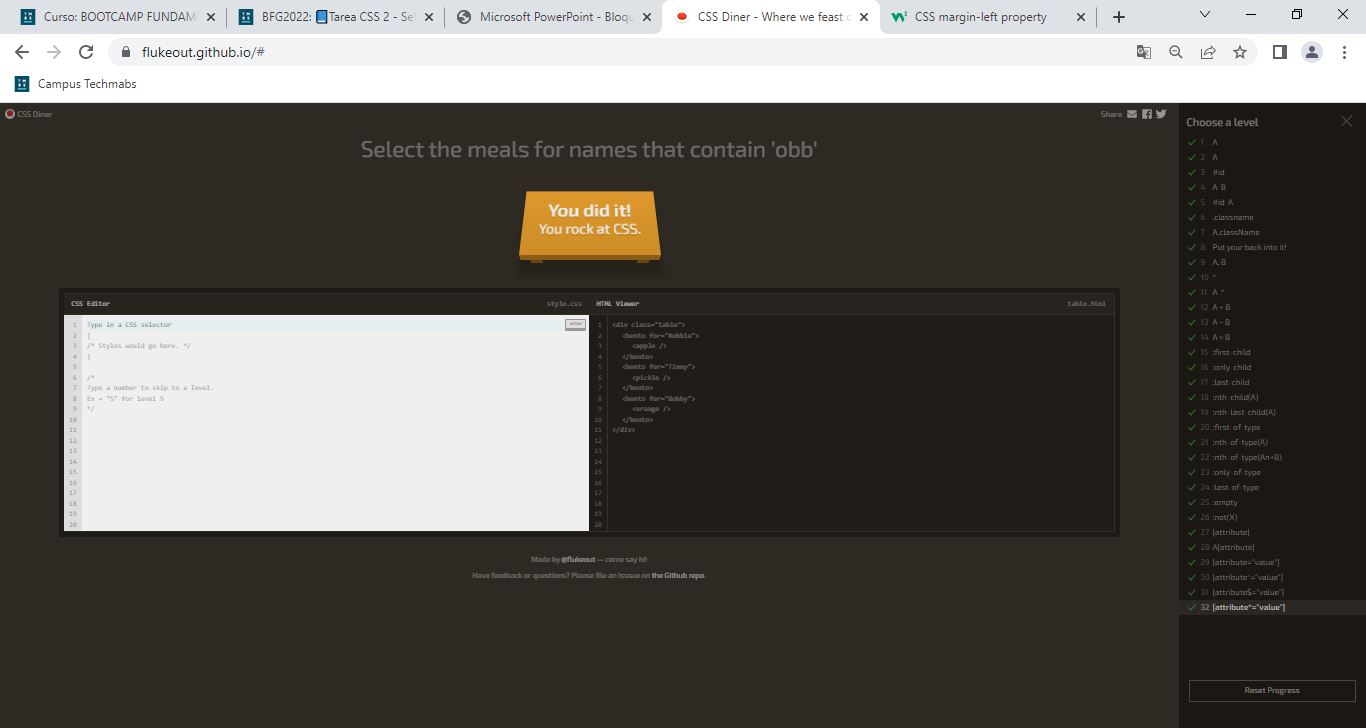 Curso: BOOTCAMP FUNDAM
BFG2022: Tarea CSS 2 - Sel
Microsoft PowerPoint - Bloqu
CSS Diner - Where we feast o
CSS margin-left property
flukeout.github.io/#
Campus Techmabs
CSS Diner
Share
Select the meals for names that contain 'obb'
You did it!
You rock at CSS.
CSS Editor
style.css
HTML Viewer
table.html
1 Type in a CSS selector
enter
2 {
3 /* Styles would go here. */
4 }
5
6 /*
7 Type a number to skip to a level.
8 Ex → "5" for level 5
9 */
10
11
12
13
14
15
16
17
18
19
20
1 <div class="table">
2 <bento for="Robbie">
3 <apple />
4 </bento>
5 <bento for="Timmy">
6 <pickle />
7 </bento>
8 <bento for="Bobby">
9 <orange />
10 </bento>
11 </div>
12
13
14
15
16
17
18
19
20
Made by @flukeout — come say hi!
Have feedback or questions? Please file an isssue on the Github repo.
Choose a level
1 A
2 A
3 #id
4 A B
5 #id A
6 .classname
7 A.className
8 Put your back into it!
9 A, B
10 *
11 A *
12 A + B
13 A ~ B
14 A > B
15 :first-child
16 :only-child
17 :last-child
18 :nth-child(A)
19 :nth-last-child(A)
20 :first-of-type
21 :nth-of-type(A)
22 :nth-of-type(An+B)
23 :only-of-type
24 :last-of-type
25 :empty
26 :not(X)
27 [attribute]
28 A[attribute]
29 [attribute="value"]
30 [attribute^="value"]
31 [attribute$="value"]
32 [attribute*="value"]
Reset Progress